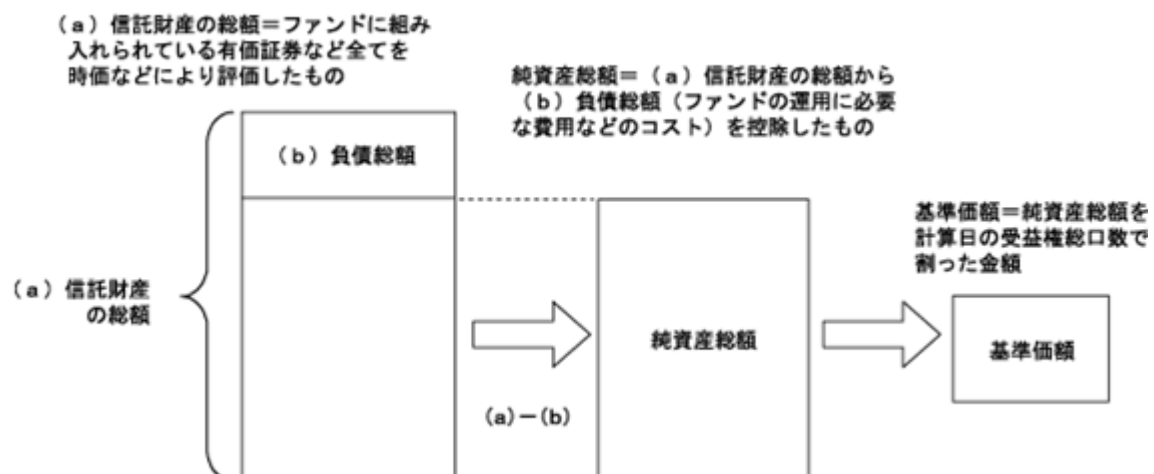 (a)信託財産の総額=ファンドに組み
入れられている有価証券など全てを
時価などにより評価したもの
純資産総額=(a)信託財産の総額から
(b)負債総額(ファンドの運用に必要
な費用などのコスト)を控除したもの
(b)負債総額
基準価額=純資産総額を
計算日の受益権総口数で
割った金額
(a)信託財産
の総額
純資産総額
基準価額
(a)-(b)